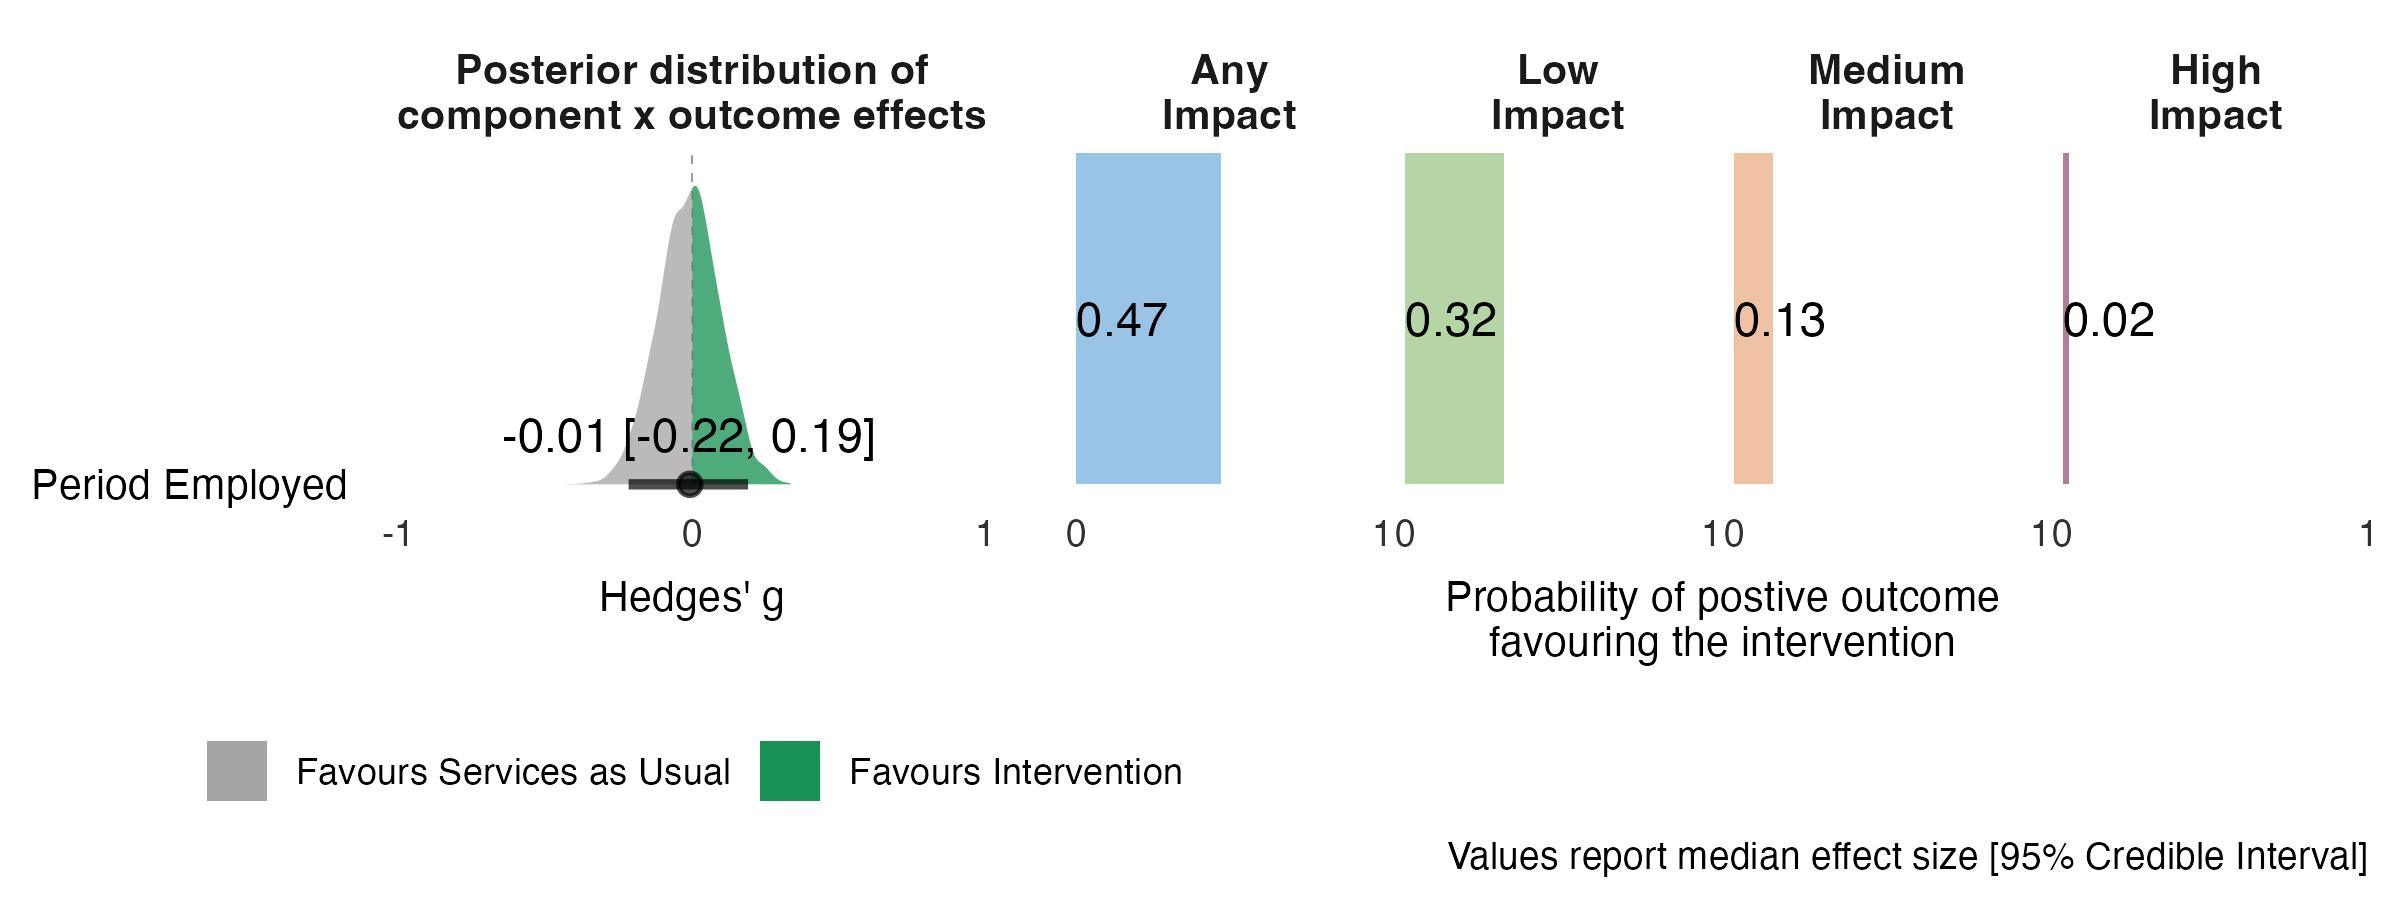 Posterior distribution of
component x outcome effects
Any
Impact
Low
Impact
Medium
Impact
High
Impact
0.47
0.32
0.13
0.02
-0.01 [-0.22, 0.19]
Period Employed
-1 0 1 0 10 10 10 1
Hedges' g
Probability of postive outcome
favouring the intervention
Favours Services as Usual
Favours Intervention
Values report median effect size [95% Credible Interval]